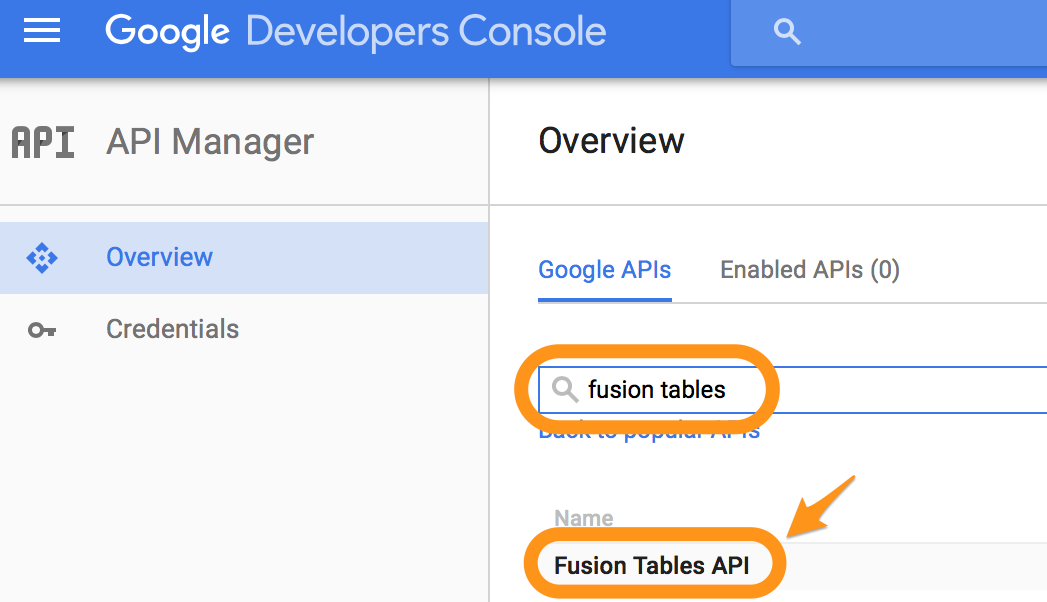 Google Developers Console
API API Manager
Overview
Overview
Credentials
Google APIs Enabled APIs (0)
fusion tables
Back to popular APIs
Name
Fusion Tables API